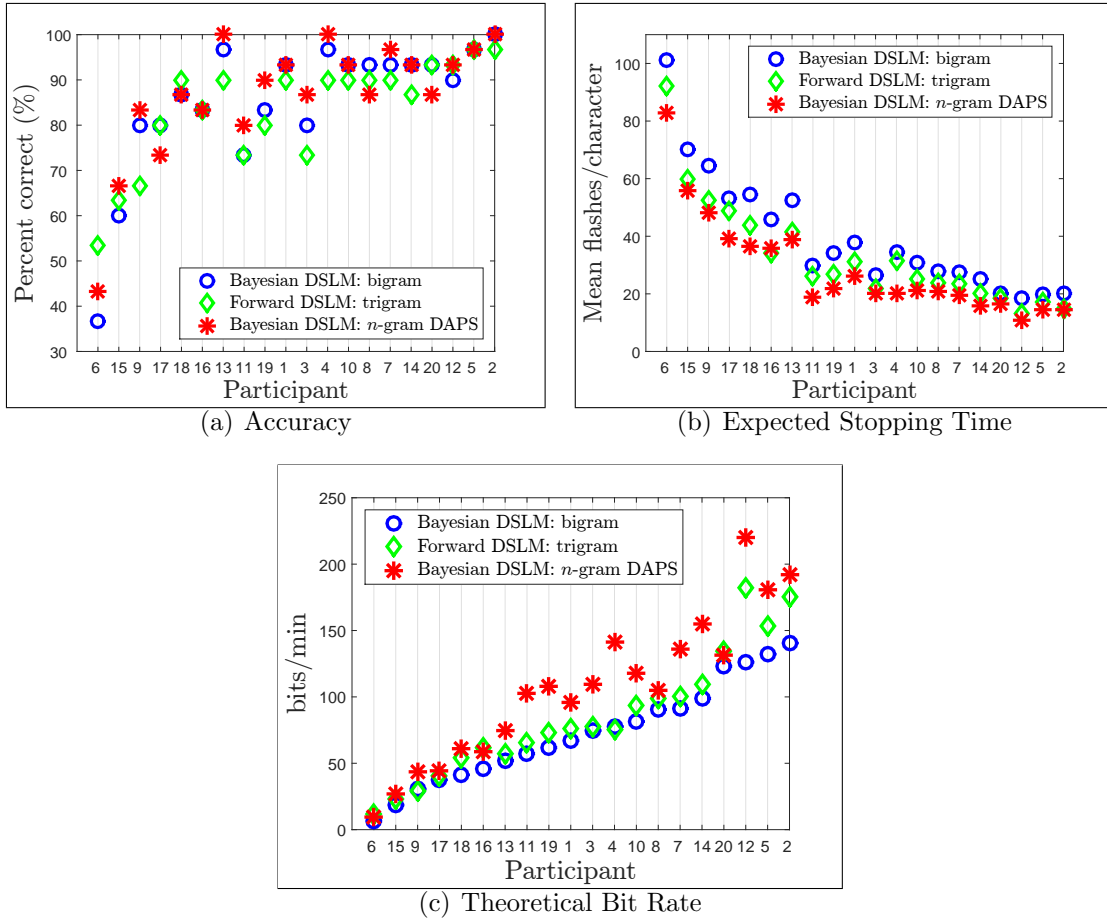 100
90
80
70
60
50
40
30
Percent correct (%)
Bayesian DSLM: bigram
Forward DSLM: trigram
Bayesian DSLM: n-gram DAPS
6 15 9 17 18 16 13 11 19 1 3 4 10 8 7 14 20 12 5 2
Participant
(a) Accuracy
100
80
60
40
20
0
Mean flashes/character
Bayesian DSLM: bigram
Forward DSLM: trigram
Bayesian DSLM: n-gram DAPS
6 15 9 17 18 16 13 11 19 1 3 4 10 8 7 14 20 12 5 2
Participant
(b) Expected Stopping Time
250
200
150
100
50
0
bits/min
Bayesian DSLM: bigram
Forward DSLM: trigram
Bayesian DSLM: n-gram DAPS
6 15 9 17 18 16 13 11 19 1 3 4 10 8 7 14 20 12 5 2
Participant
(c) Theoretical Bit Rate